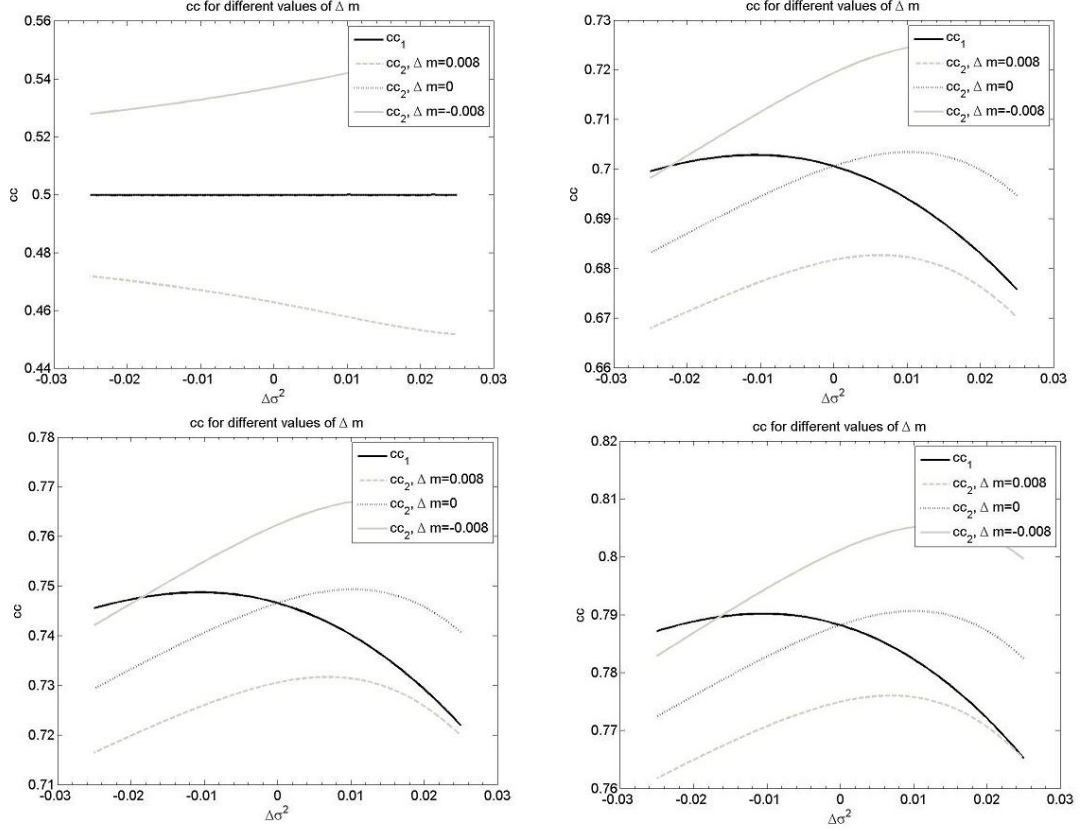 cc for different values of Δ m
0.56
0.54
0.52
0.5
0.48
0.46
0.44
cc
-0.03
-0.02
-0.01
0
0.01
0.02
0.03
Δσ²
cc₁
cc₂, Δ m=0.008
cc₂, Δ m=0
cc₂, Δ m=-0.008
cc for different values of Δ m
0.73
0.72
0.71
0.7
0.69
0.68
0.67
0.66
cc
-0.03
-0.02
-0.01
0
0.01
0.02
0.03
Δσ²
cc₁
cc₂, Δ m=0.008
cc₂, Δ m=0
cc₂, Δ m=-0.008
cc for different values of Δ m
0.78
0.77
0.76
0.75
0.74
0.73
0.72
0.71
cc
-0.03
-0.02
-0.01
0
0.01
0.02
0.03
Δσ²
cc₁
cc₂, Δ m=0.008
cc₂, Δ m=0
cc₂, Δ m=-0.008
cc for different values of Δ m
0.82
0.81
0.8
0.79
0.78
0.77
0.76
cc
-0.03
-0.02
-0.01
0
0.01
0.02
0.03
Δσ²
cc₁
cc₂, Δ m=0.008
cc₂, Δ m=0
cc₂, Δ m=-0.008